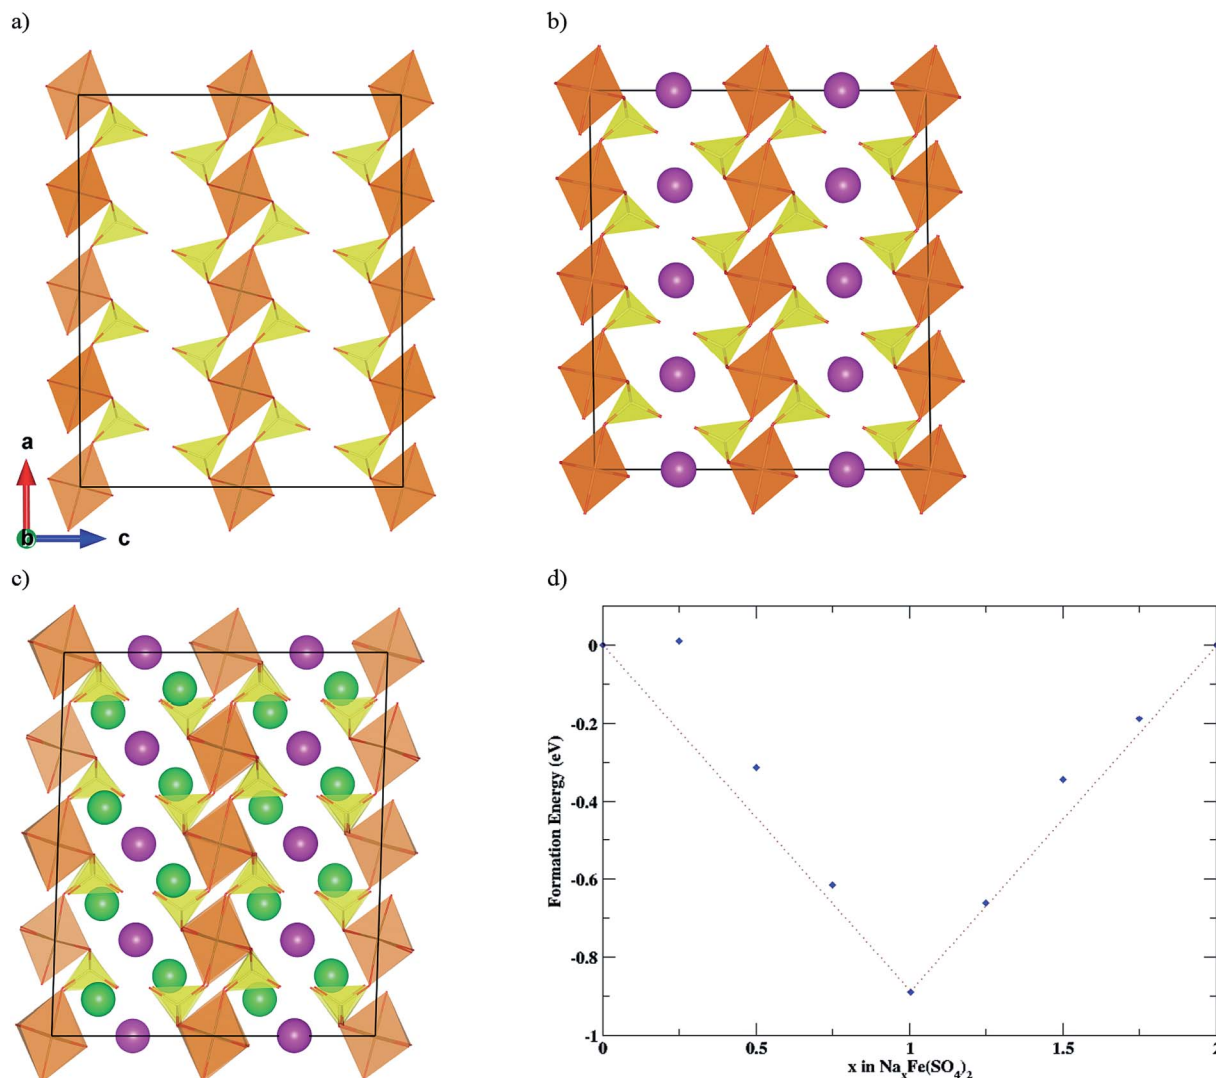 a)
b)
a
b
c
c)
d)
0
-0.2
-0.4
-0.6
-0.8
-1
Formation Energy (eV)
0
0.5
1
1.5
2
x in NaxFe(SO4)2